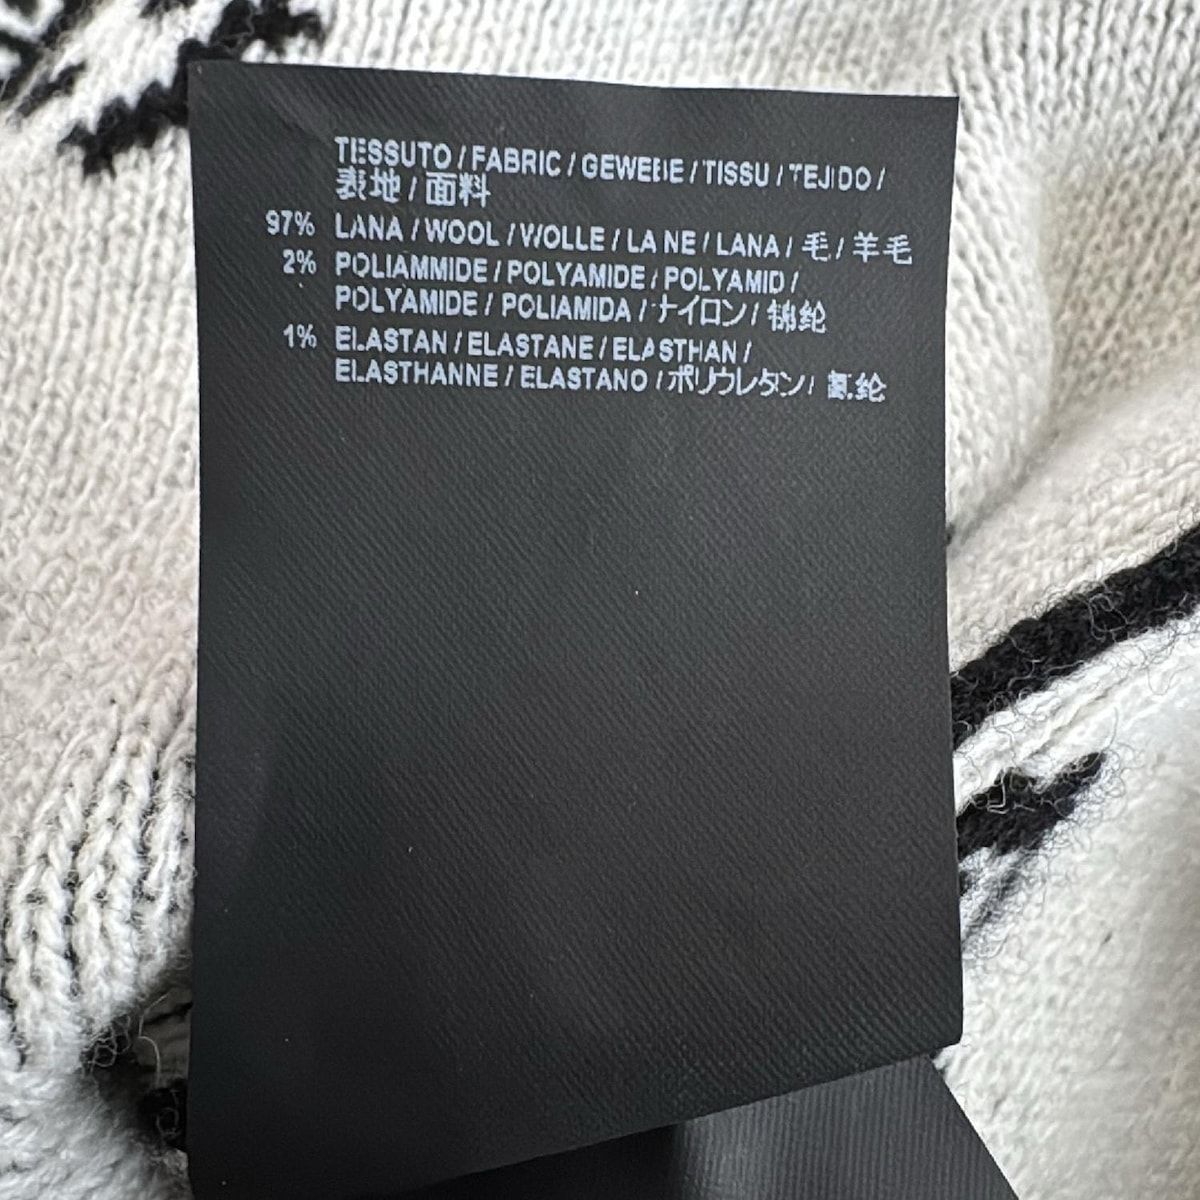 TESSUTO / FABRIC / GEWEBE / TISSU / TEJIDO /
表地 / 面料
97% LANA / WOOL / WOLLE / LAINE / LANA / 毛 / 羊毛
2% POLIAMMIDE / POLYAMIDE / POLYAMID /
POLYAMIDE / POLIAMIDA / ナイロン / 锦纶
1% ELASTAN / ELASTANE / ELASTHAN /
ELASTHANNE / ELASTANO / ポリウレタン / 氨纶